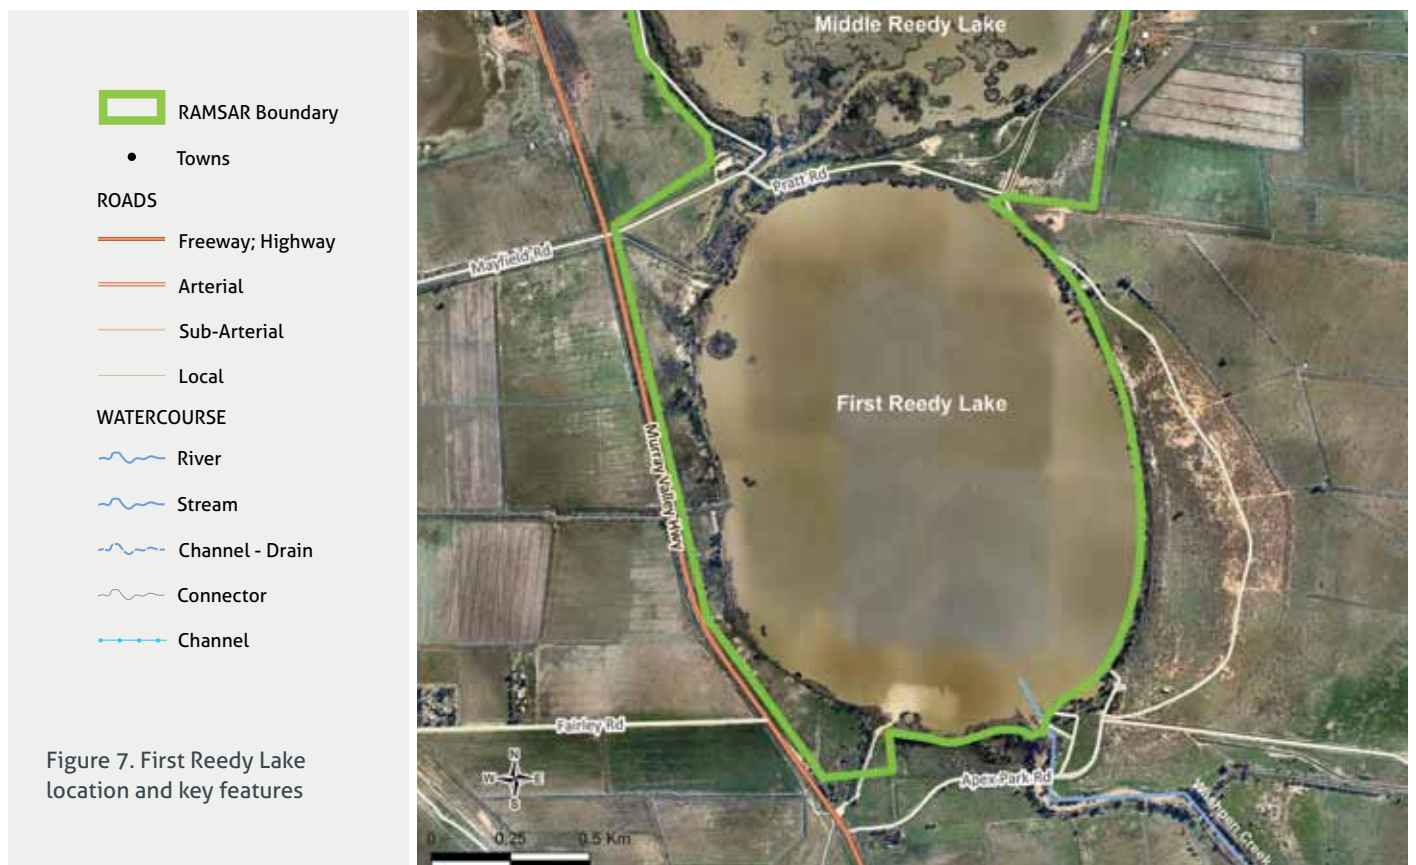 RAMSAR Boundary
Towns
ROADS
Freeway; Highway
Arterial
Sub-Arterial
Local
WATERCOURSE
River
Stream
Channel - Drain
Connector
Channel
Figure 7. First Reedy Lake
location and key features
Middle Reedy Lake
Pratt Rd
Mayfield Rd
First Reedy Lake
Murray Valley Hwy
Fairley Rd
N
W E
S
Apex Park Rd
Washpen Creek
0 0.25 0.5 Km